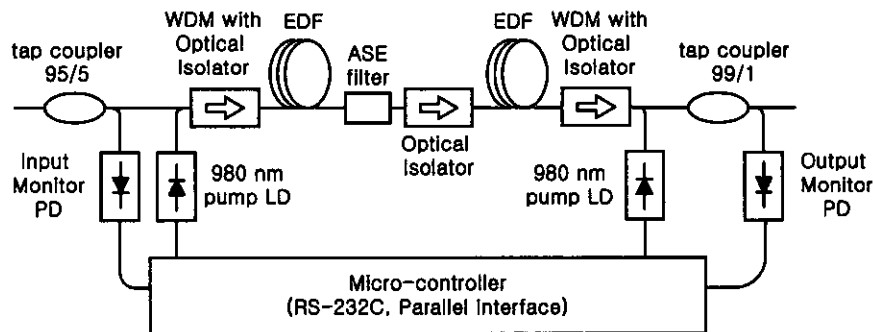 tap coupler
95/5
WDM with
Optical
Isolator
EDF
ASE
filter
EDF
WDM with
Optical
Isolator
tap coupler
99/1
Optical
Isolator
Input
Monitor
PD
980 nm
pump LD
980 nm
pump LD
Output
Monitor
PD
Micro-controller
(RS-232C, Parallel interface)